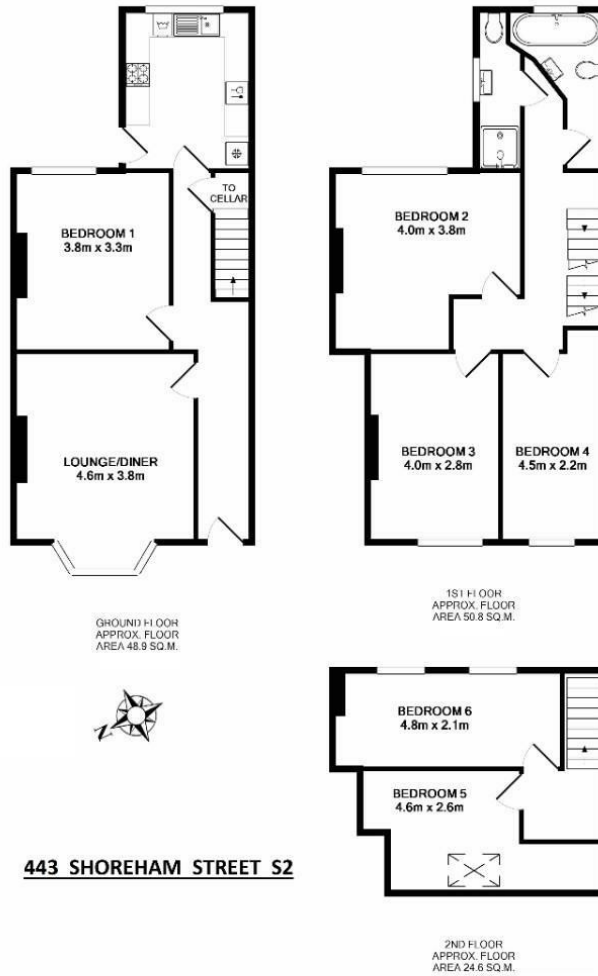 TO
CELLAR
BEDROOM 1
3.8m x 3.3m
LOUNGE/DINER
4.6m x 3.8m
GROUND FLOOR
APPROX. FLOOR
AREA 48.9 SQ.M.
BEDROOM 2
4.0m x 3.8m
BEDROOM 3
4.0m x 2.8m
BEDROOM 4
4.5m x 2.2m
1ST FLOOR
APPROX. FLOOR
AREA 50.8 SQ.M.
N
BEDROOM 6
4.8m x 2.1m
BEDROOM 5
4.6m x 2.6m
443 SHOREHAM STREET S2
2ND FLOOR
APPROX. FLOOR
AREA 24.6 SQ.M.